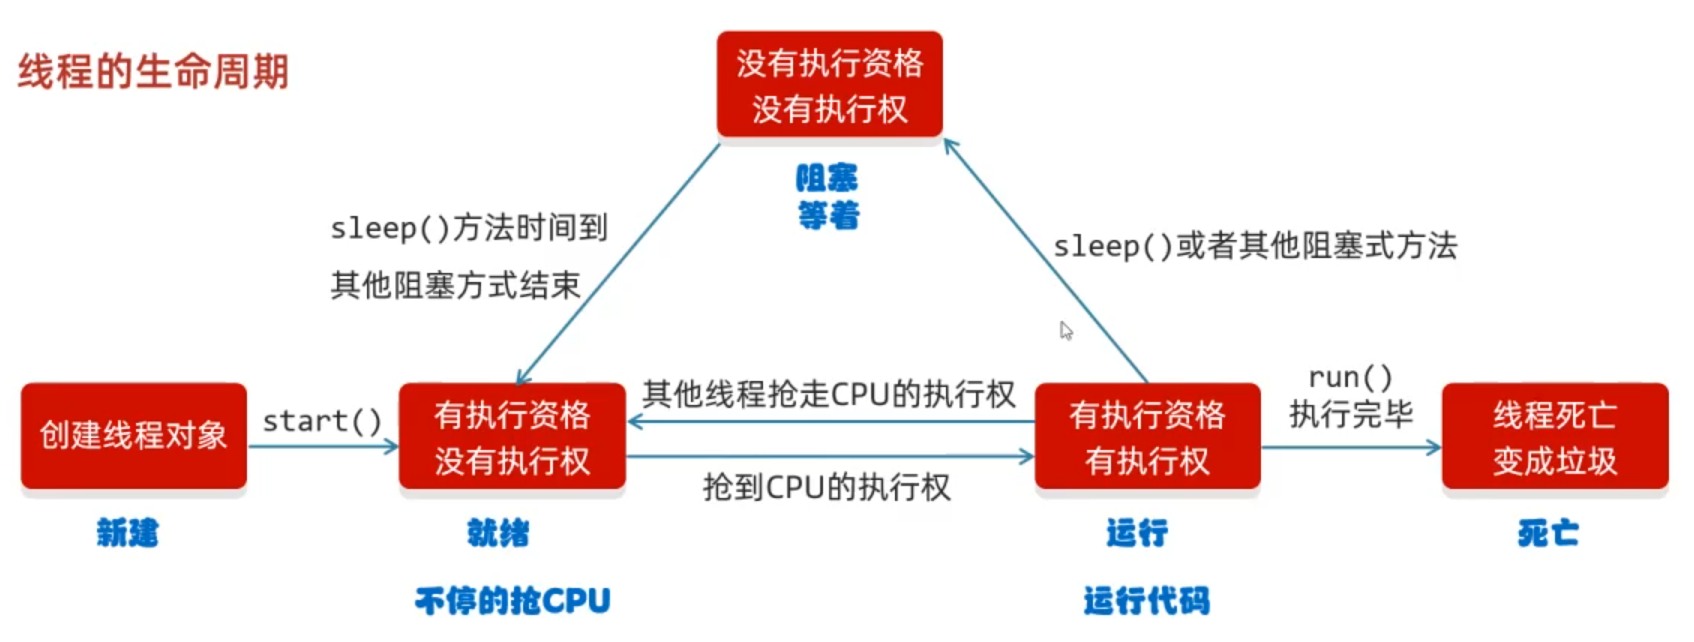 线程的生命周期
没有执行资格
没有执行权
阻塞
等着
sleep()方法时间到
其他阻塞方式结束
sleep()或者其他阻塞式方法
创建线程对象
新建
start()
有执行资格
没有执行权
就绪
不停的抢CPU
其他线程抢走CPU的执行权
抢到CPU的执行权
有执行资格
有执行权
运行
运行代码
run()
执行完毕
线程死亡
变成垃圾
死亡